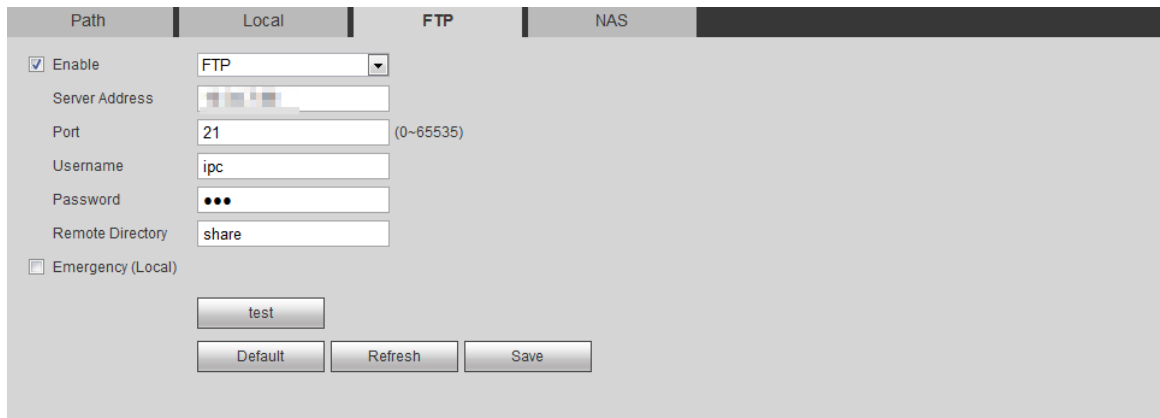 Path Local FTP NAS
Enable FTP
Server Address
Port 21 (0~65535)
Username ipc
Password ●●●
Remote Directory share
Emergency (Local)
test
Default Refresh Save